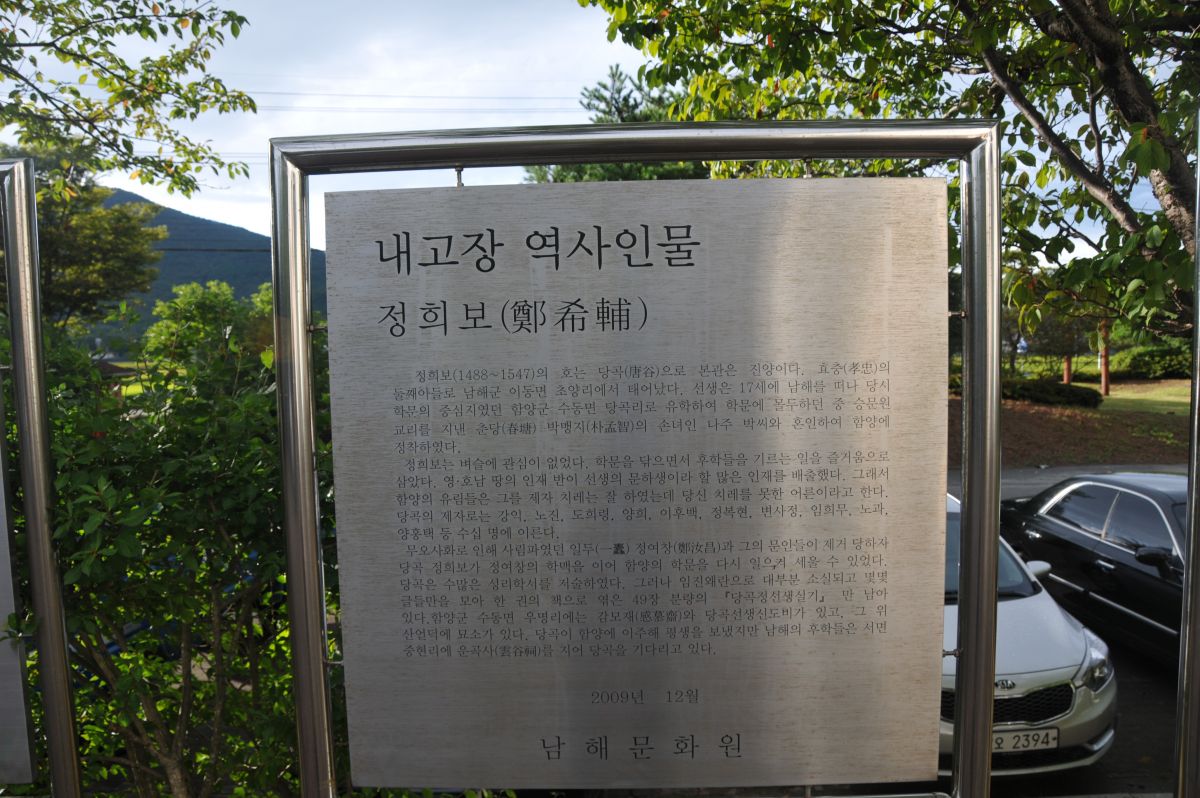 내고장 역사인물
정희보(鄭希輔)
정희보(1488~1547)의 호는 당곡(唐谷)으로 본관은 진양이다. 효충(孝忠)의
둘째아들로 남해군 이동면 초양리에서 태어났다. 선생은 17세에 남해를 떠나 당시
학문의 중심지였던 함양군 수동면 당곡리로 유학하여 학문에 몰두하던 중 승문원
교리를 지낸 춘당(春塘) 박맹지(朴孟智)의 손녀인 나주 박씨와 혼인하여 함양에
정착하였다.
정희보는 벼슬에 관심이 없었다. 학문을 닦으면서 후학들을 기르는 일을 즐거움으로
삼았다. 영·호남 땅의 인재 반이 선생의 문하생이라 할 많은 인재를 배출했다. 그래서
함양의 유림들은 그를 제자 치레는 잘 하였는데 당신 치레를 못한 어른이라고 한다.
당곡의 제자로는 강익, 노진, 도희령, 양희, 이후백, 정복현, 변사정, 임희무, 노과,
양홍택 등 수십 명에 이른다.
무오사화로 인해 사림파였던 일두(一蠹) 정여창(鄭汝昌)과 그의 문인들이 제거 당하자
당곡 정희보가 정여창의 학맥을 이어 함양의 학문을 다시 일으켜 세울 수 있었다.
당곡은 수많은 성리학서를 저술하였다. 그러나 임진왜란으로 대부분 소실되고 몇몇
글들만을 모아 한 권의 책으로 엮은 49장 분량의 『당곡정선생실기』 만 남아
있다.함양군 수동면 우명리에는 감모재(感慕齋)와 당곡선생신도비가 있고, 그 위
산언덕에 묘소가 있다. 당곡이 함양에 이주해 평생을 보냈지만 남해의 후학들은 서면
중현리에 운곡사(雲谷祠)를 지어 당곡을 기다리고 있다.
2009년 12월
남해문화원
KIA
오 2394